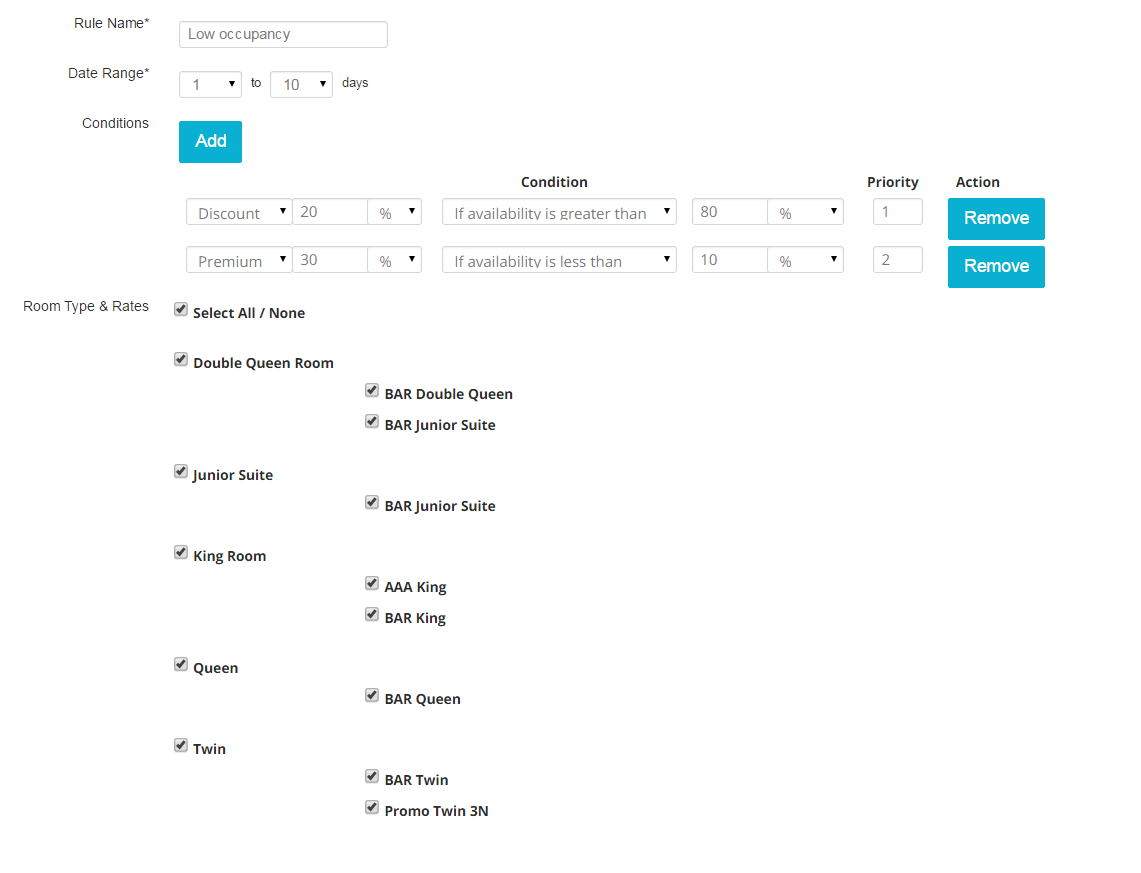 Rule Name*
Low occupancy
Date Range*
1 to 10 days
Conditions
Add
Condition Priority Action
Discount 20 % If availability is greater than 80 % 1 Remove
Premium 30 % If availability is less than 10 % 2 Remove
Room Type & Rates
Select All / None
Double Queen Room
BAR Double Queen
BAR Junior Suite
Junior Suite
BAR Junior Suite
King Room
AAA King
BAR King
Queen
BAR Queen
Twin
BAR Twin
Promo Twin 3N